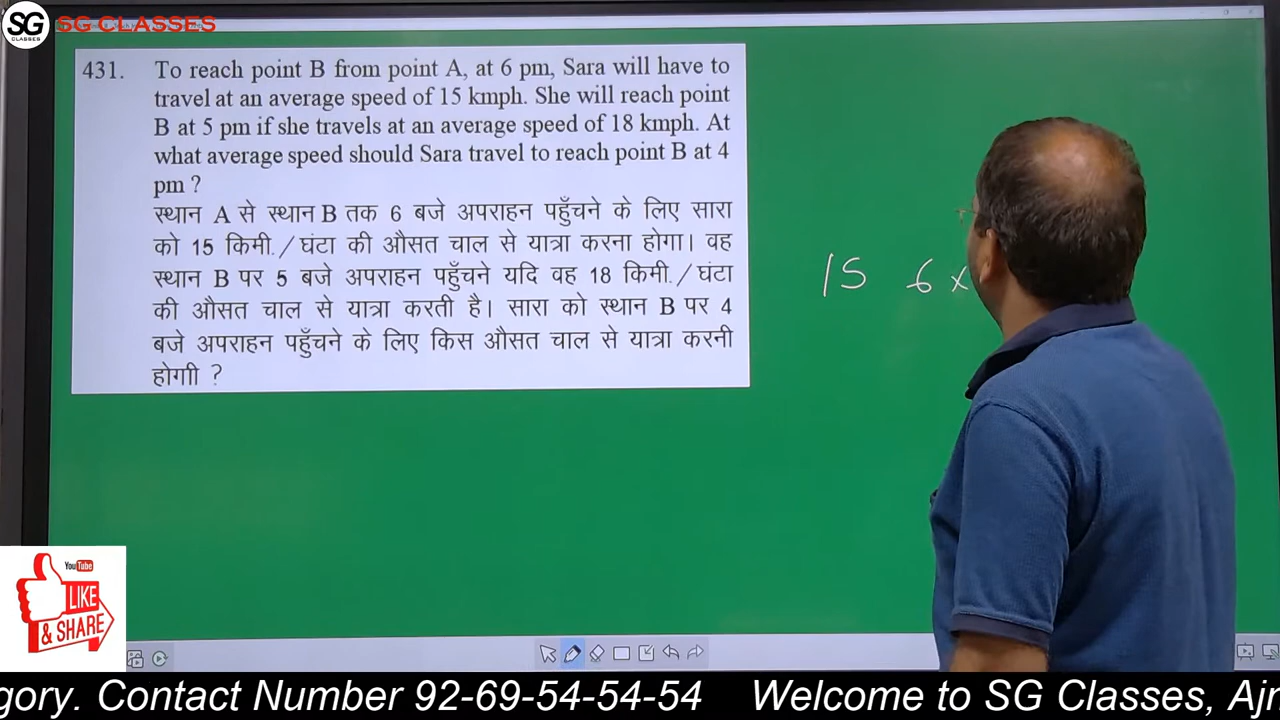 SG
CLASSES
SG CLASSES
431. To reach point B from point A, at 6 pm, Sara will have to
travel at an average speed of 15 kmph. She will reach point
B at 5 pm if she travels at an average speed of 18 kmph. At
what average speed should Sara travel to reach point B at 4
pm ?
स्थान A से स्थान B तक 6 बजे अपराहन पहुँचने के लिए सारा
को 15 किमी./घंटा की औसत चाल से यात्रा करना होगा। वह
स्थान B पर 5 बजे अपराहन पहुँचने यदि वह 18 किमी./घंटा
की औसत चाल से यात्रा करती है। सारा को स्थान B पर 4
बजे अपराहन पहुँचने के लिए किस औसत चाल से यात्रा करनी
होगाी ?
15 6 x
YouTube
LIKE
& SHARE
gory. Contact Number 92-69-54-54-54 Welcome to SG Classes, Aj